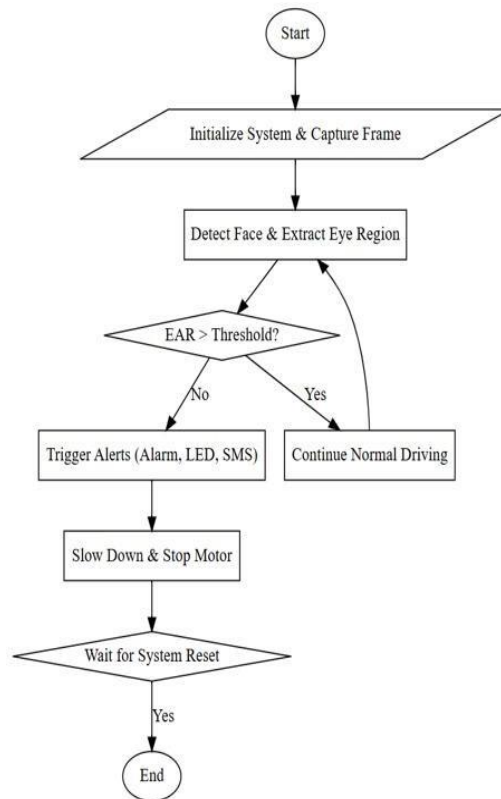 Start
Initialize System & Capture Frame
Detect Face & Extract Eye Region
EAR > Threshold?
No
Yes
Trigger Alerts (Alarm, LED, SMS)
Continue Normal Driving
Slow Down & Stop Motor
Wait for System Reset
Yes
End